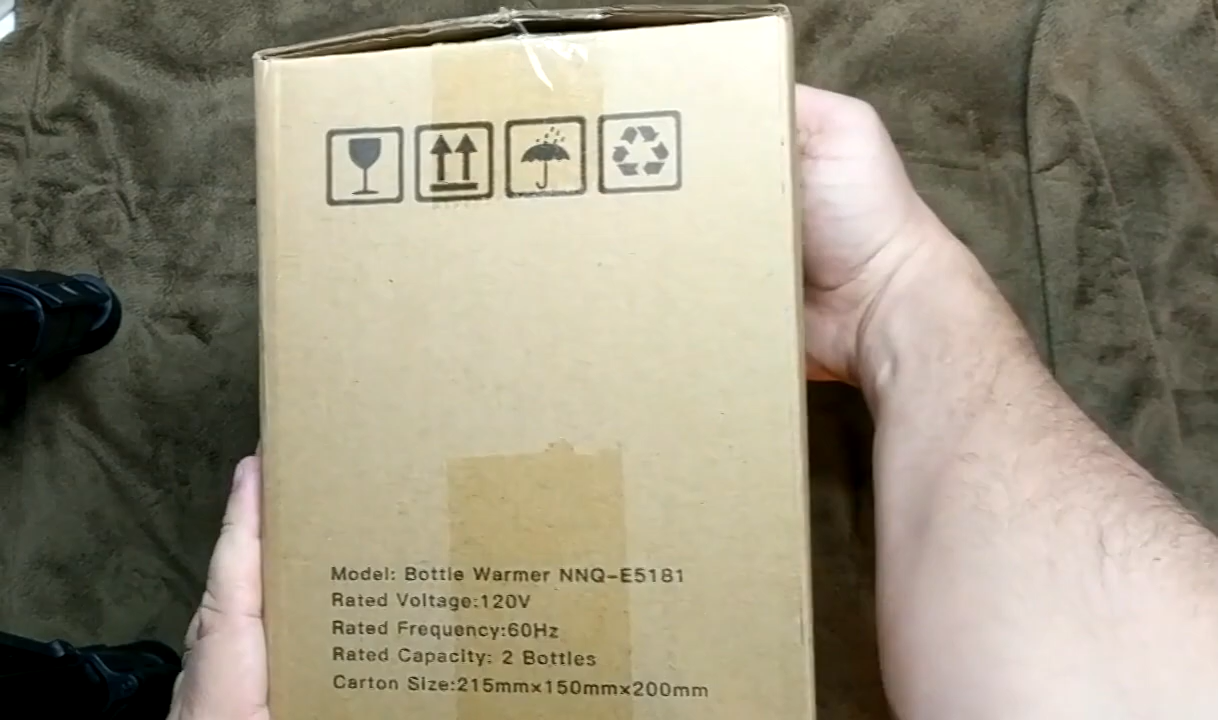 Model: Bottle Warmer NNQ-E5181
Rated Voltage:120V
Rated Frequency:60Hz
Rated Capacity: 2 Bottles
Carton Size:215mm×150mm×200mm